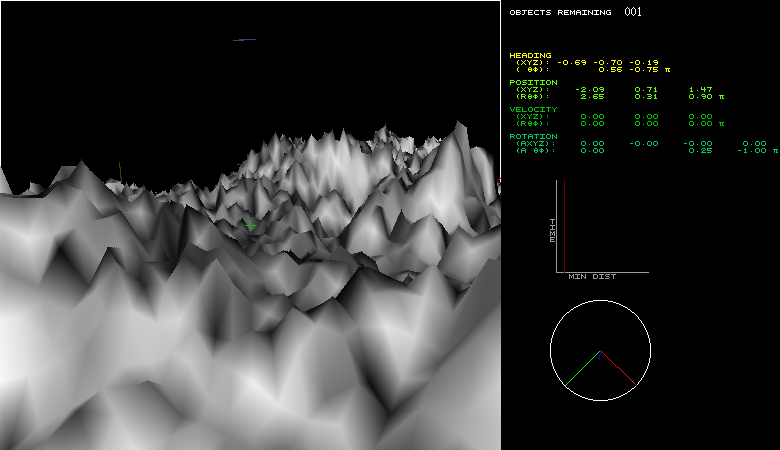 OBJECTS REMAINING 001
HEADING
(XYZ): -0.69 -0.70 -0.19
( θΦ): 0.56 -0.75 π
POSITION
(XYZ): -2.09 0.71 1.47
(RθΦ): 2.65 0.31 0.90 π
VELOCITY
(XYZ): 0.00 0.00 0.00
(RθΦ): 0.00 0.00 0.00 π
ROTATION
(AXYZ): 0.00 -0.00 -0.00 0.00
(A θΦ): 0.00 0.25 -1.00 π
TIME
MIN DIST